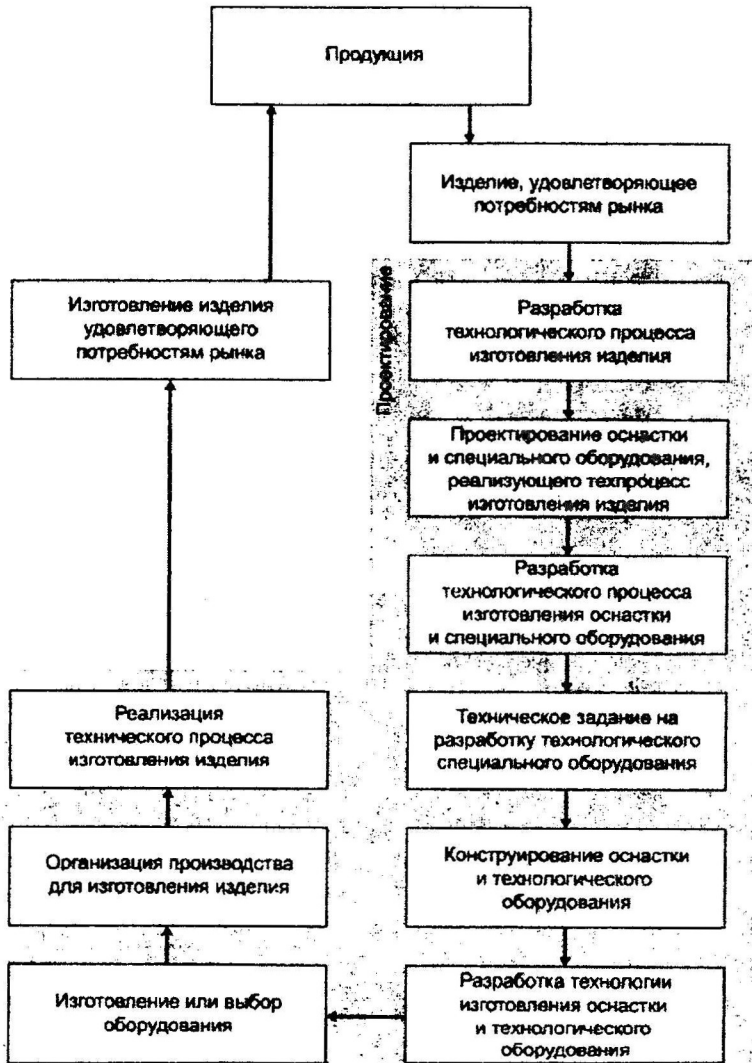 Продукция
Изделие, удовлетворяющее
потребностям рынка
Проектирование
Разработка
технологического процесса
изготовления изделия
Проектирование оснастки
и специального оборудования,
реализующего техпроцесс
изготовления изделия
Разработка
технологического процесса
изготовления оснастки
и специального оборудования
Техническое задание на
разработку технологического
специального оборудования
Конструирование оснастки
и технологического
оборудования
Разработка технологии
изготовления оснастки
и технологического
оборудования
Изготовление или выбор
оборудования
Организация производства
для изготовления изделия
Реализация
технического процесса
изготовления изделия
Изготовление изделия
удовлетворяющего
потребностям рынка